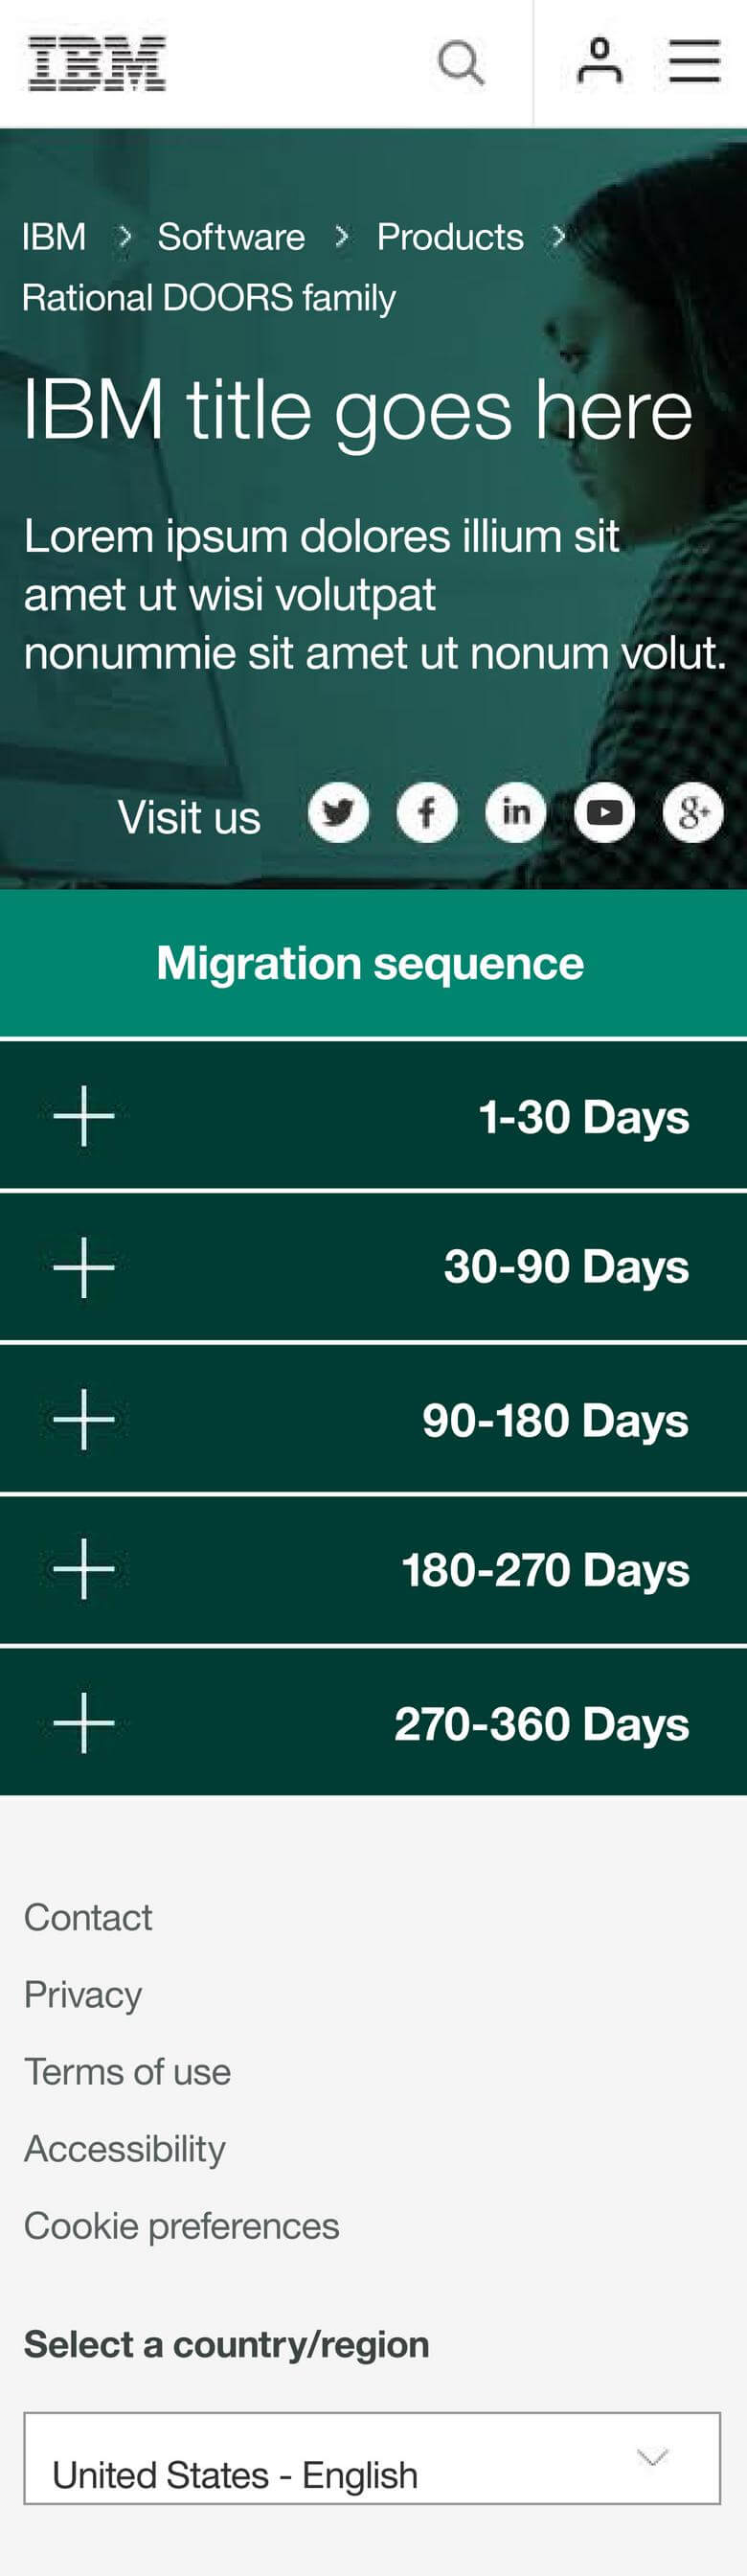 IBM
IBM > Software > Products >
Rational DOORS family
IBM title goes here
Lorem ipsum dolores illium sit
amet ut wisi volutpat
nonummie sit amet ut nonum volut.
Visit us f in g+
Migration sequence
1-30 Days
30-90 Days
90-180 Days
180-270 Days
270-360 Days
Contact
Privacy
Terms of use
Accessibility
Cookie preferences
Select a country/region
United States - English